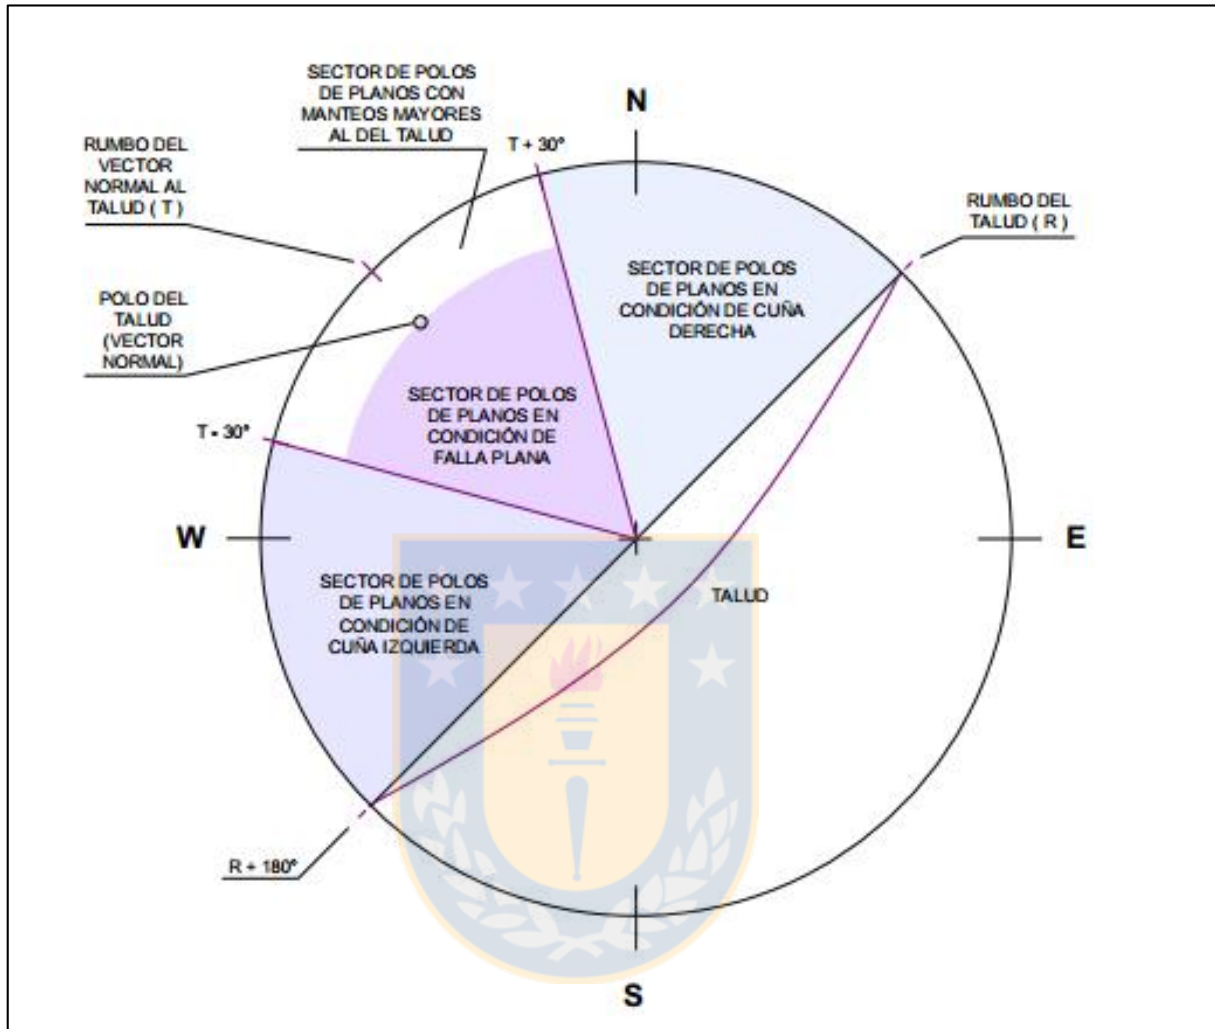 SECTOR DE POLOS
DE PLANOS CON
MANTEOS MAYORES
AL DEL TALUD
N
T + 30°
RUMBO DEL
VECTOR
NORMAL AL
TALUD ( T )
RUMBO DEL
TALUD ( R )
SECTOR DE POLOS
DE PLANOS EN
CONDICIÓN DE CUÑA
DERECHA
POLO DEL
TALUD
(VECTOR
NORMAL)
SECTOR DE POLOS
DE PLANOS EN
CONDICIÓN DE
FALLA PLANA
T - 30°
W
E
SECTOR DE POLOS
DE PLANOS EN
CONDICIÓN DE
CUÑA IZQUIERDA
TALUD
R + 180°
S